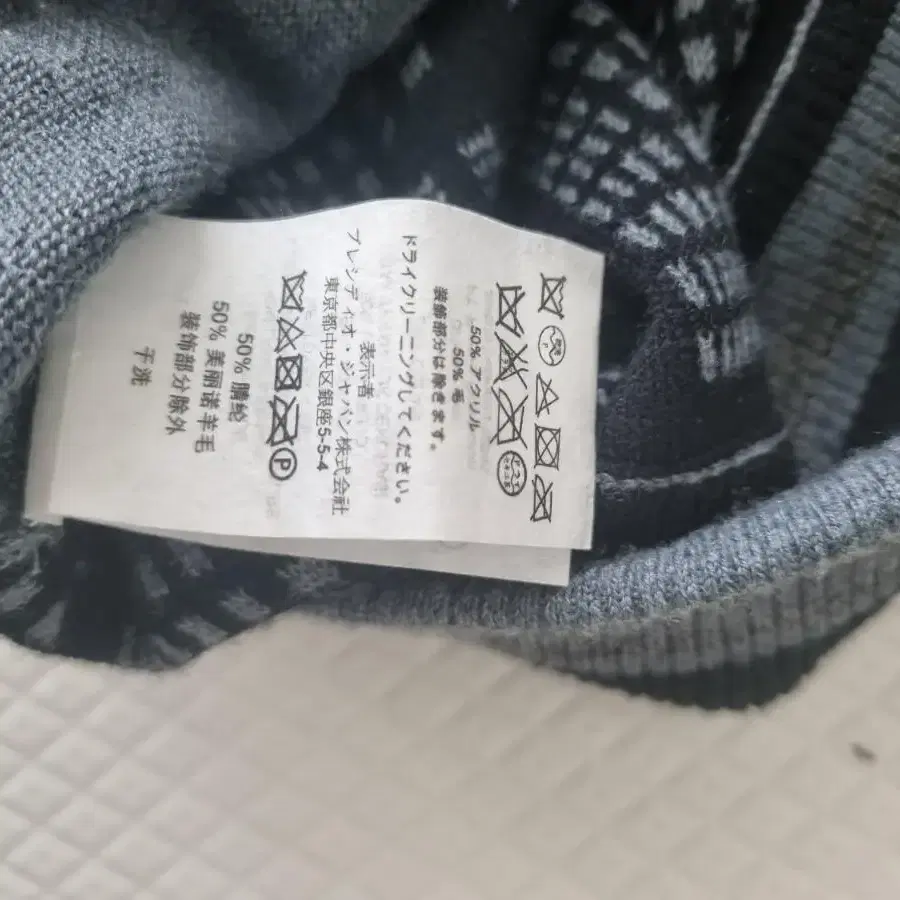 50% アクリル
50% 毛
装飾部分は除きます。
ドライクリーニングしてください。
表示者
プレシディオ・ジャパン株式会社
東京都中央区銀座5-5-4
P
50% 腈纶
50% 美丽诺羊毛
装饰部分除外
干洗